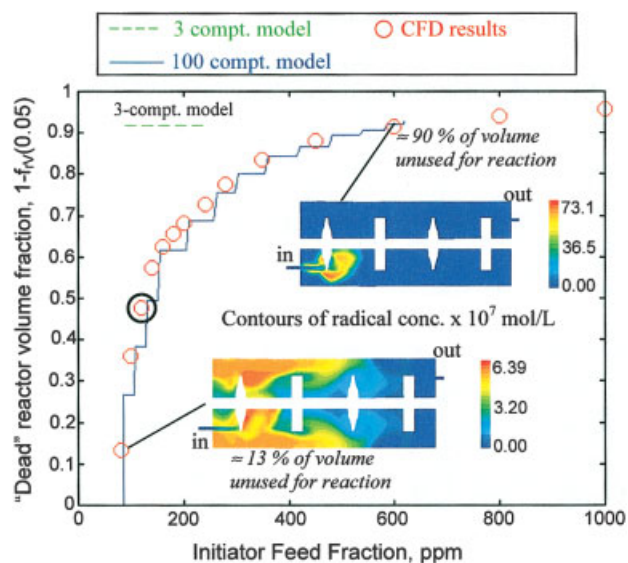 3 compt. model
CFD results
100 compt. model
"Dead" reactor volume fraction, 1-frV(0.05)
1
0.9
0.8
0.7
0.6
0.5
0.4
0.3
0.2
0.1
0
3-compt. model
≈ 90 % of volume
unused for reaction
out
in
73.1
36.5
0.00
Contours of radical conc. x 10⁷ mol/L
out
in
6.39
3.20
0.00
≈ 13 % of volume
unused for reaction
0
200
400
600
800
1000
Initiator Feed Fraction, ppm